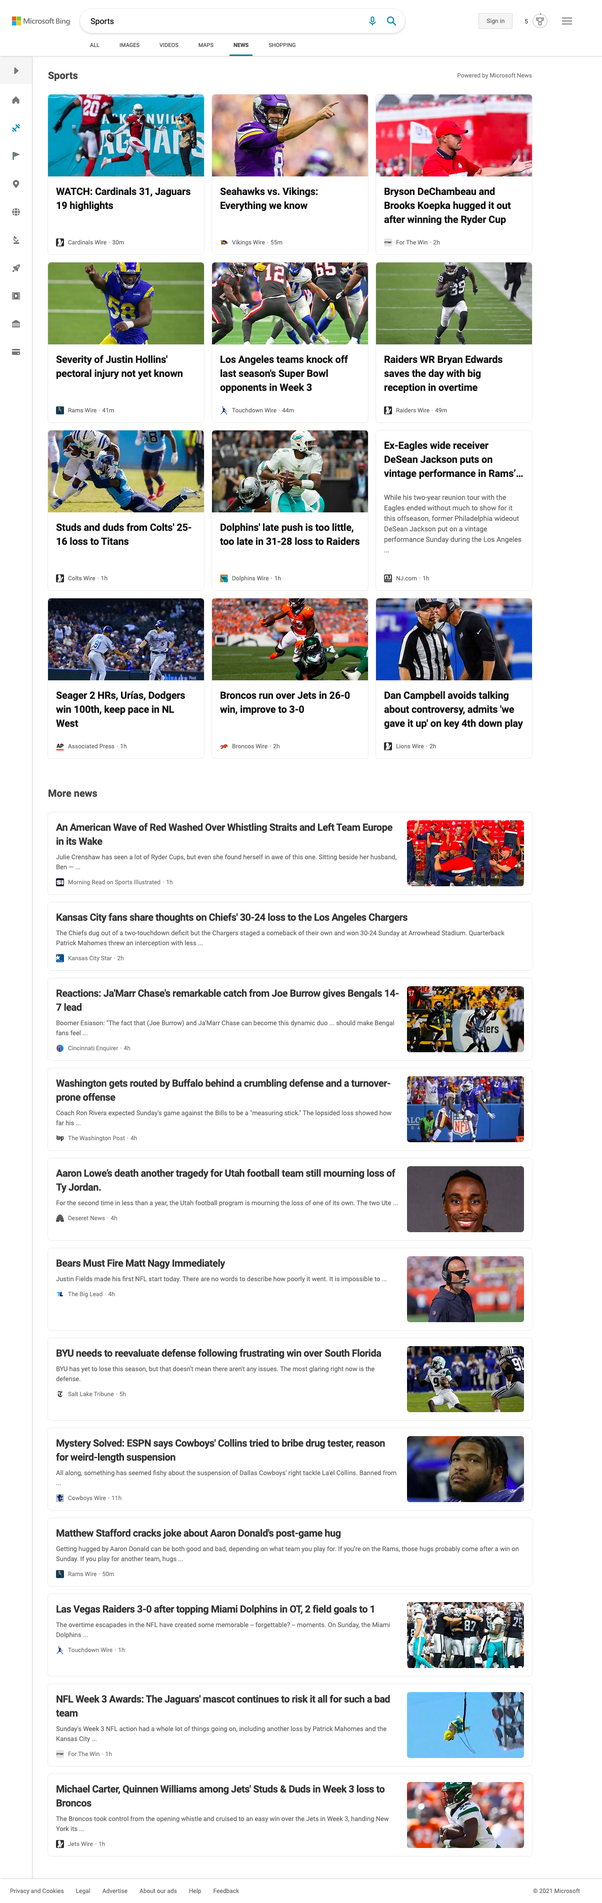 Microsoft Bing
Sports
Sign in
5
ALL IMAGES VIDEOS MAPS NEWS SHOPPING
Sports
Powered by Microsoft News
WATCH: Cardinals 31, Jaguars
19 highlights
Cardinals Wire · 30m
Seahawks vs. Vikings:
Everything we know
Vikings Wire · 55m
Bryson DeChambeau and
Brooks Koepka hugged it out
after winning the Ryder Cup
For The Win · 2h
Severity of Justin Hollins'
pectoral injury not yet known
Rams Wire · 41m
Los Angeles teams knock off
last season's Super Bowl
opponents in Week 3
Touchdown Wire · 44m
Raiders WR Bryan Edwards
saves the day with big
reception in overtime
Raiders Wire · 49m
Studs and duds from Colts' 25-
16 loss to Titans
Colts Wire · 1h
Dolphins' late push is too little,
too late in 31-28 loss to Raiders
Dolphins Wire · 1h
Ex-Eagles wide receiver
DeSean Jackson puts on
vintage performance in Rams'...
While his two-year reunion tour with the
Eagles ended without much to show for it
this offseason, former Philadelphia wideout
DeSean Jackson put on a vintage
performance Sunday during the Los Angeles
...
NJ.com · 1h
Seager 2 HRs, Urías, Dodgers
win 100th, keep pace in NL
West
Associated Press · 1h
Broncos run over Jets in 26-0
win, improve to 3-0
Broncos Wire · 2h
Dan Campbell avoids talking
about controversy, admits 'we
gave it up' on key 4th down play
Lions Wire · 2h
More news
An American Wave of Red Washed Over Whistling Straits and Left Team Europe
in its Wake
Julie Crenshaw has seen a lot of Ryder Cups, but even she found herself in awe of this one. Sitting beside her husband,
Ben — ...
Morning Read on Sports Illustrated · 1h
Kansas City fans share thoughts on Chiefs' 30-24 loss to the Los Angeles Chargers
The Chiefs dug out of a two-touchdown deficit but the Chargers staged a comeback of their own and won 30-24 Sunday at Arrowhead Stadium. Quarterback
Patrick Mahomes threw an interception with less ...
Kansas City Star · 2h
Reactions: Ja'Marr Chase's remarkable catch from Joe Burrow gives Bengals 14-
7 lead
Boomer Esiason: "The fact that (Joe Burrow) and Ja'Marr Chase can become this dynamic duo ... should make Bengal
fans feel ...
Cincinnati Enquirer · 4h
Washington gets routed by Buffalo behind a crumbling defense and a turnover-
prone offense
Coach Ron Rivera expected Sunday's game against the Bills to be a "measuring stick." The lopsided loss showed how
far his ...
The Washington Post · 4h
Aaron Lowe's death another tragedy for Utah football team still mourning loss of
Ty Jordan.
For the second time in less than a year, the Utah football program is mourning the loss of one of its own. The two Ute ...
Deseret News · 4h
Bears Must Fire Matt Nagy Immediately
Justin Fields made his first NFL start today. There are no words to describe how poorly it went. It is impossible to ...
The Big Lead · 4h
BYU needs to reevaluate defense following frustrating win over South Florida
BYU has yet to lose this season, but that doesn't mean there aren't any issues. The most glaring right now is the
defense.
Salt Lake Tribune · 5h
Mystery Solved: ESPN says Cowboys' Collins tried to bribe drug tester, reason
for weird-length suspension
All along, something has seemed fishy about the suspension of Dallas Cowboys' right tackle La'el Collins. Banned from
...
Cowboys Wire · 11h
Matthew Stafford cracks joke about Aaron Donald's post-game hug
Getting hugged by Aaron Donald can be both good and bad, depending on what team you play for. If you're on the Rams, those hugs probably come after a win on
Sunday. If you play for another team, hugs ...
Rams Wire · 50m
Las Vegas Raiders 3-0 after topping Miami Dolphins in OT, 2 field goals to 1
The overtime escapades in the NFL have created some memorable – forgettable? – moments. On Sunday, the Miami
Dolphins ...
Touchdown Wire · 1h
NFL Week 3 Awards: The Jaguars' mascot continues to risk it all for such a bad
team
Sunday's Week 3 NFL action had a whole lot of things going on, including another loss by Patrick Mahomes and the
Kansas City ...
For The Win · 1h
Michael Carter, Quinnen Williams among Jets' Studs & Duds in Week 3 loss to
Broncos
The Broncos took control from the opening whistle and cruised to an easy win over the Jets in Week 3, handing New
York its ...
Jets Wire · 1h
Privacy and Cookies Legal Advertise About our ads Help Feedback
© 2021 Microsoft